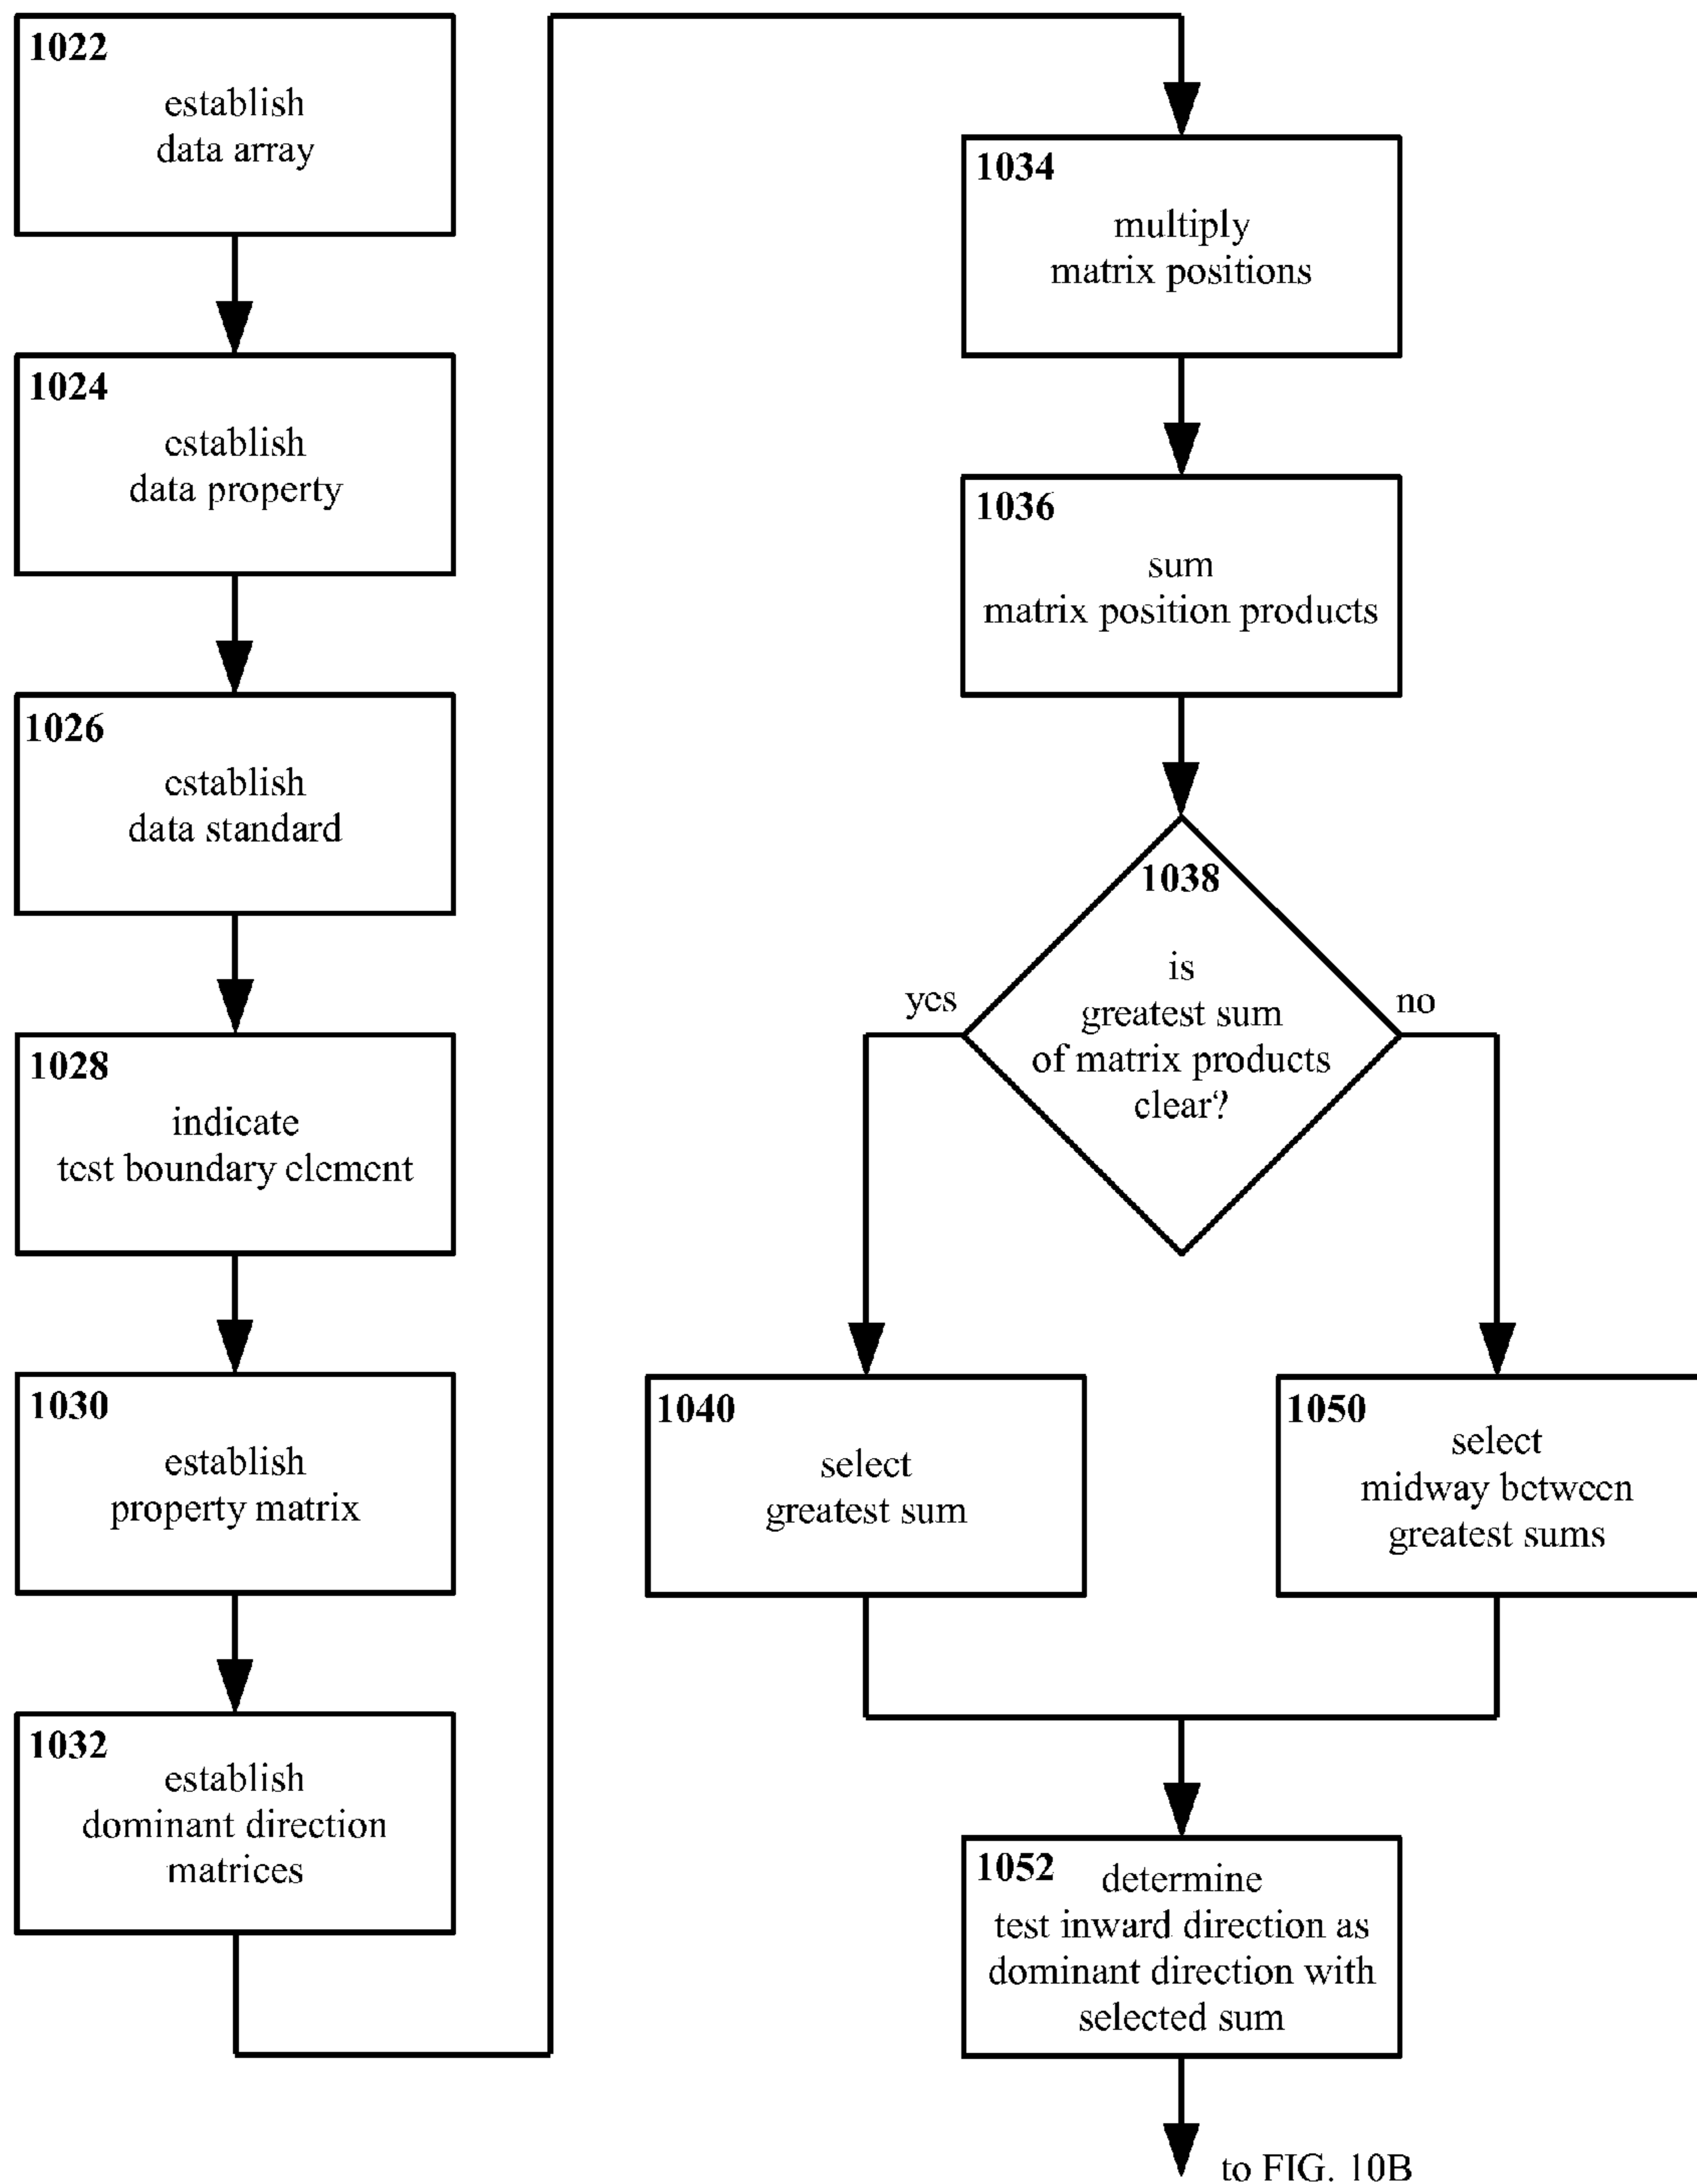 1022
establish
data array
1024
establish
data property
1026
establish
data standard
1028
indicate
test boundary element
1030
establish
property matrix
1032
establish
dominant direction
matrices
1034
multiply
matrix positions
1036
sum
matrix position products
1038
is
greatest sum
of matrix products
clear?
yes
no
1040
select
greatest sum
1050
select
midway between
greatest sums
1052
determine
test inward direction as
dominant direction with
selected sum
to FIG. 10B